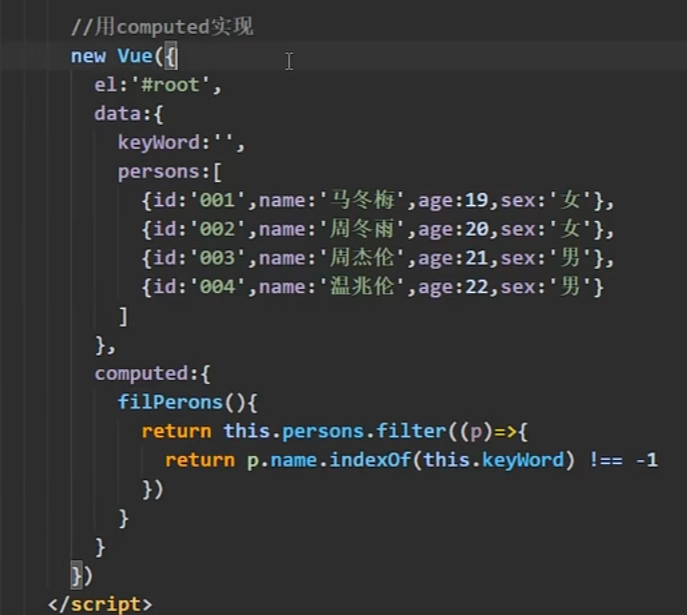 //用computed实现
new Vue({
el:'#root',
data:{
keyWord:'',
persons:[
{id:'001',name:'马冬梅',age:19,sex:'女'},
{id:'002',name:'周冬雨',age:20,sex:'女'},
{id:'003',name:'周杰伦',age:21,sex:'男'},
{id:'004',name:'温兆伦',age:22,sex:'男'}
]
},
computed:{
filPerons(){
return this.persons.filter((p)=>{
return p.name.indexOf(this.keyWord) !== -1
})
}
}
})
</script>